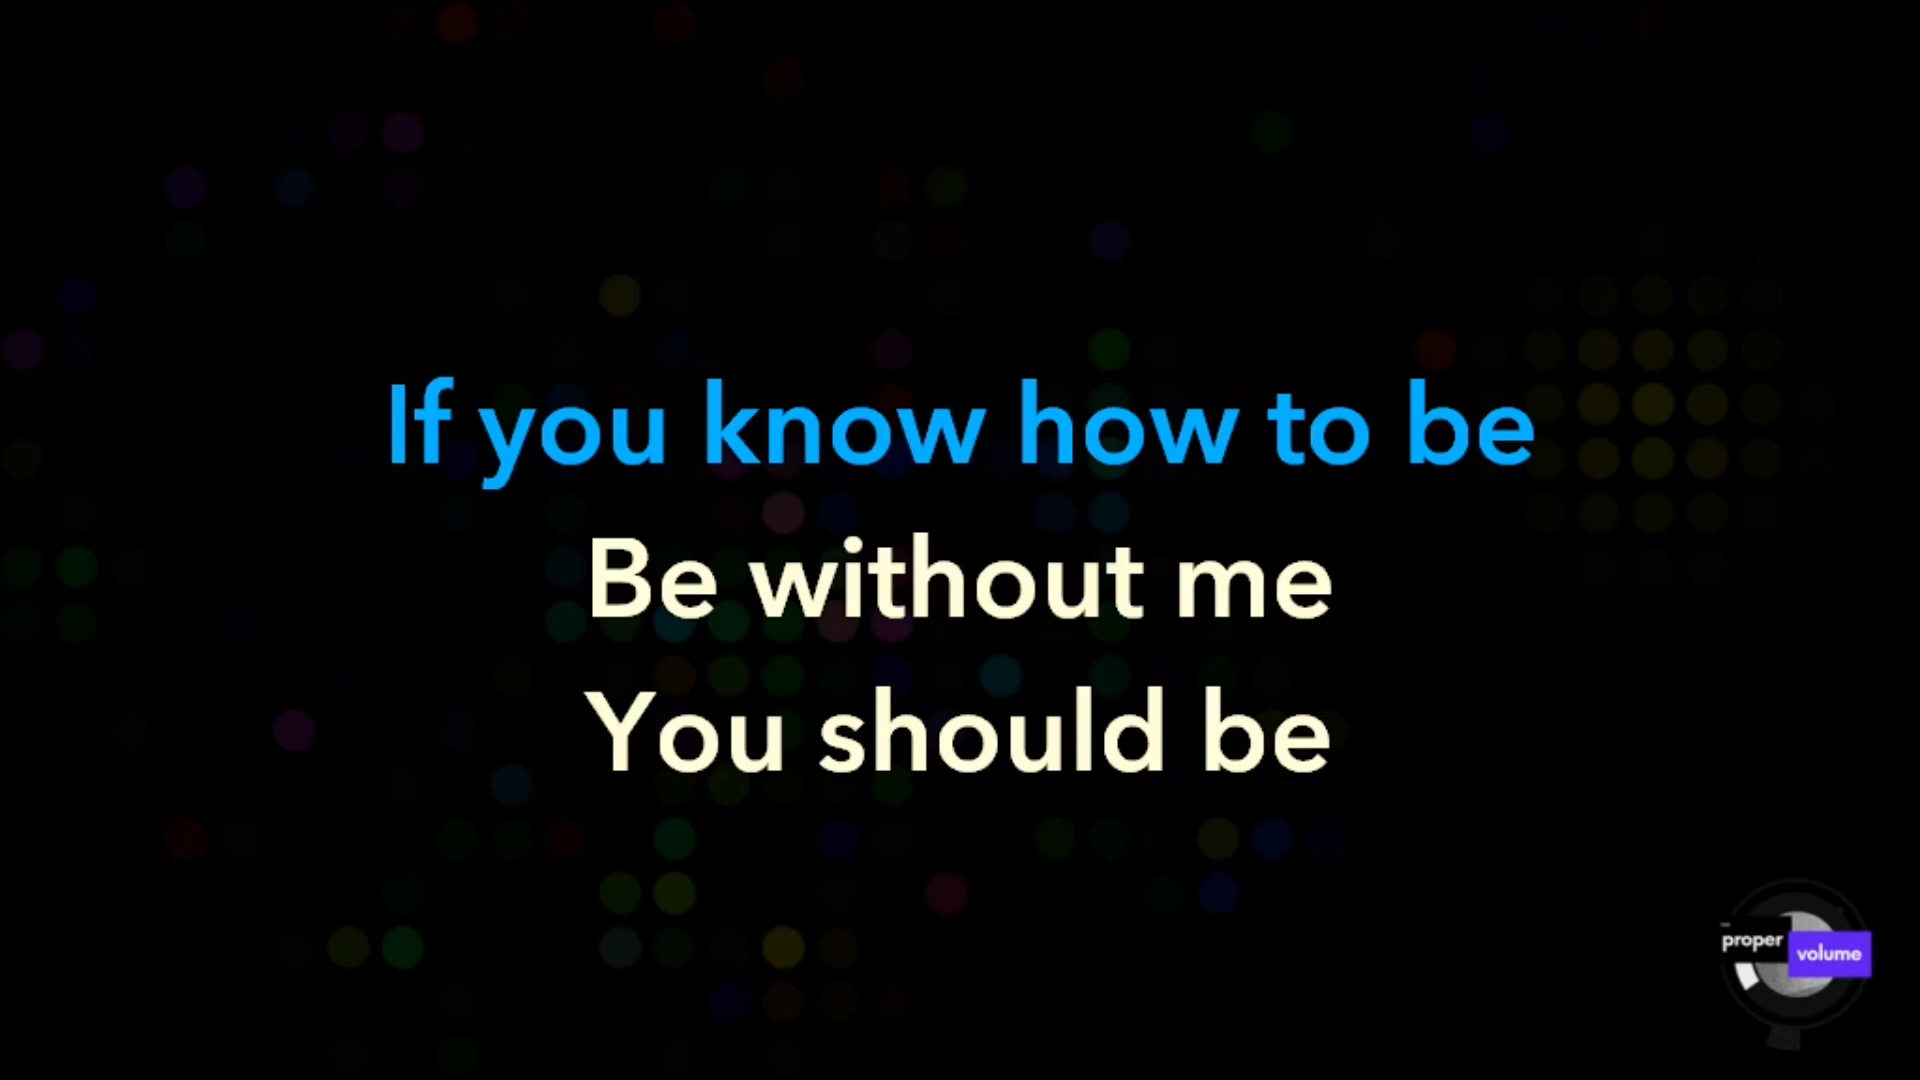 If you know how to be
Be without me
You should be
proper
volume